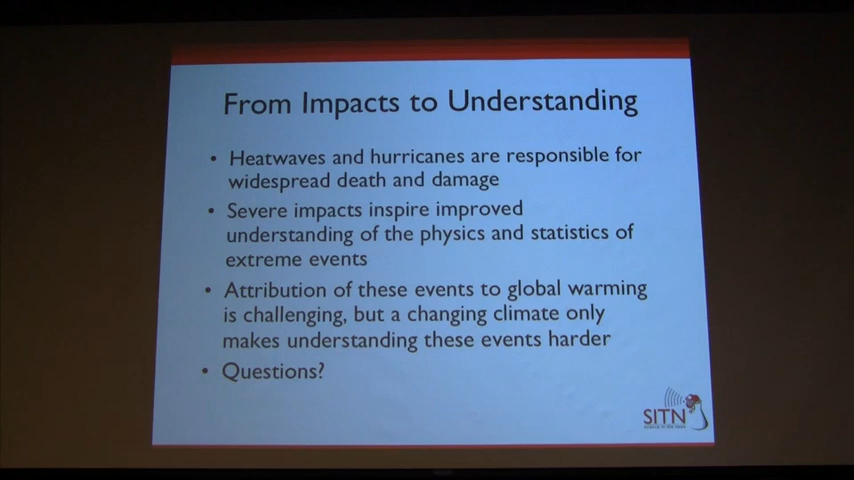 From Impacts to Understanding
• Heatwaves and hurricanes are responsible for
widespread death and damage
• Severe impacts inspire improved
understanding of the physics and statistics of
extreme events
• Attribution of these events to global warming
is challenging, but a changing climate only
makes understanding these events harder
• Questions?
SITN